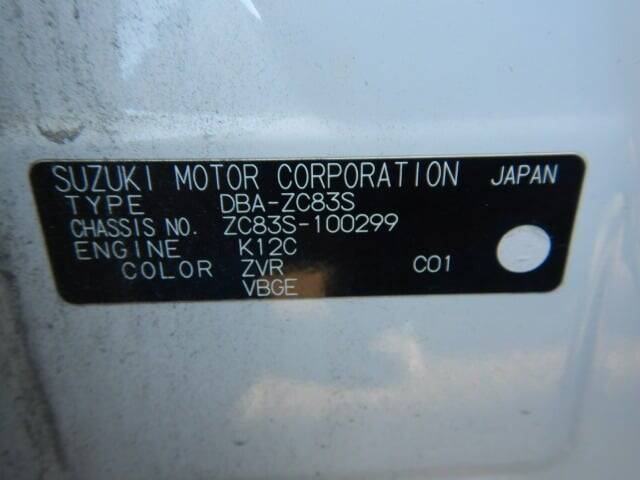 SUZUKI MOTOR CORPORATION JAPAN
TYPE DBA-ZC83S
CHASSIS NO. ZC83S-100299
ENGINE K12C
COLOR ZVR C01
VBGE